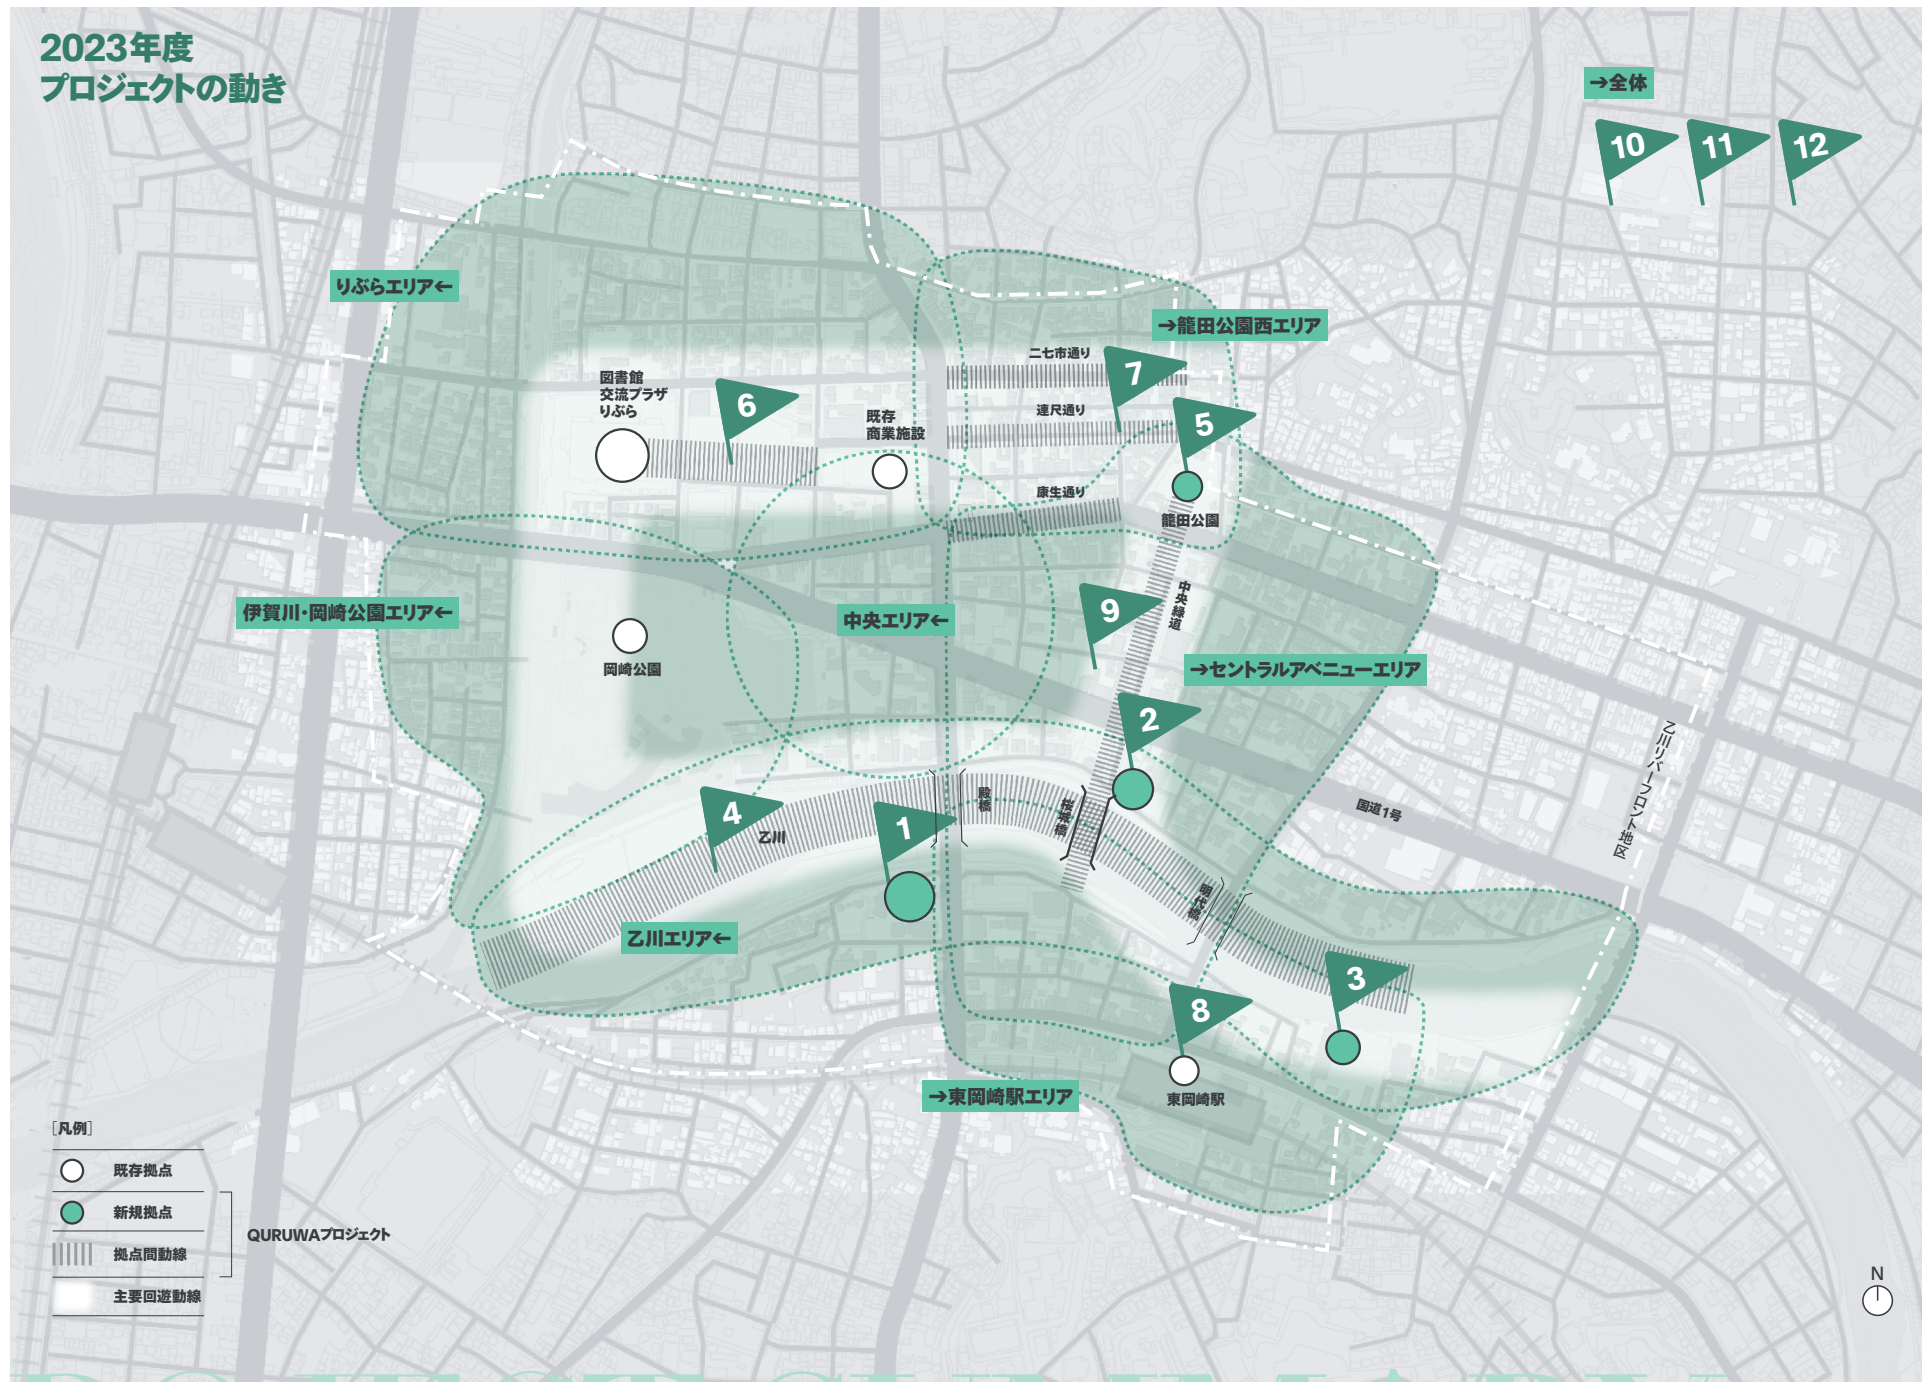 2023年度
プロジェクトの動き
→全体
10
11
12
りぶらエリア←
→籠田公園西エリア
二七市通り
7
図書館
交流プラザ
りぶら
6
連尺通り
既存
商業施設
5
康生通り
籠田公園
中央緑道
伊賀川・岡崎公園エリア←
中央エリア←
9
岡崎公園
→セントラルアベニューエリア
2
乙川リバーフロント地区
国道1号
4
乙川
1
殿橋
桜城橋
明代橋
乙川エリア←
3
8
→東岡崎駅エリア
東岡崎駅
[凡例]
既存拠点
新規拠点
拠点間動線
QURUWAプロジェクト
主要回遊動線
N